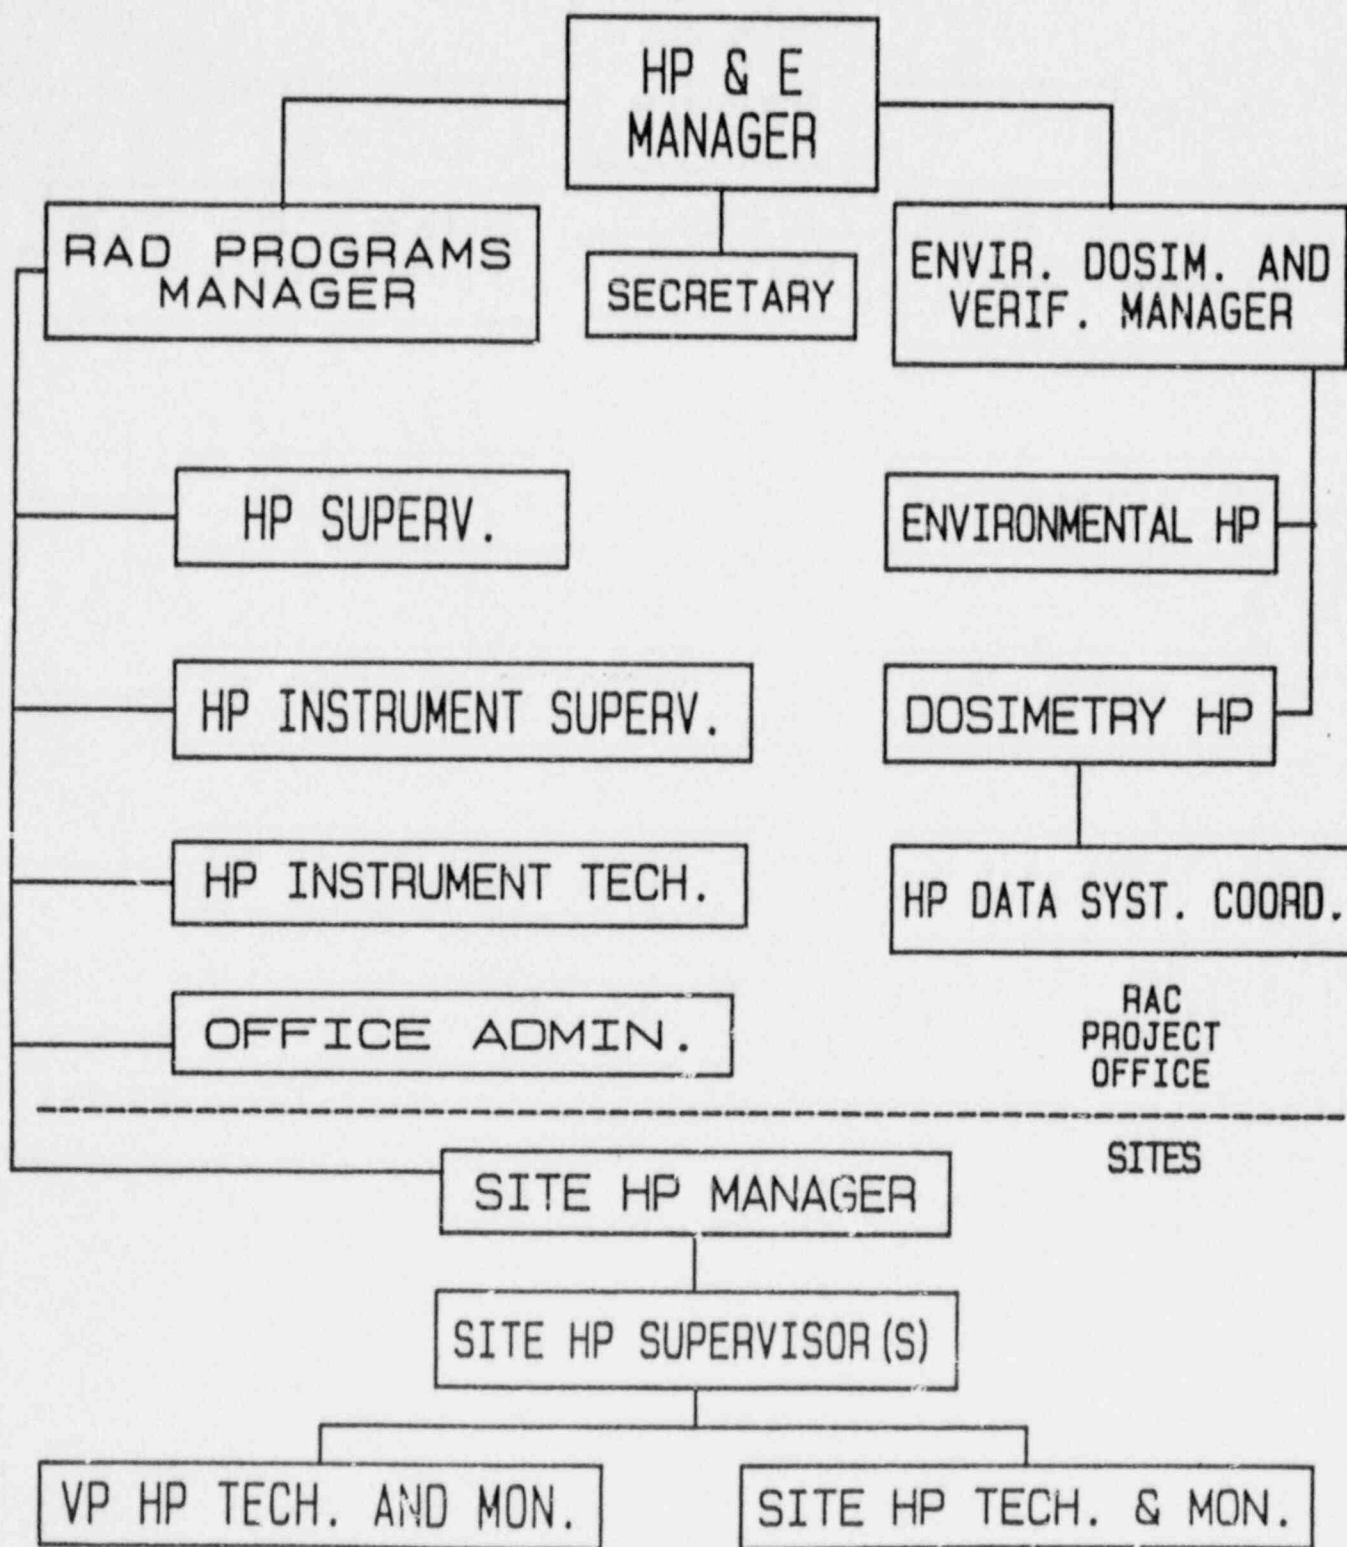 HP & E
MANAGER
RAD PROGRAMS
MANAGER
SECRETARY
ENVIR. DOSIM. AND
VERIF. MANAGER
HP SUPERV.
ENVIRONMENTAL HP
HP INSTRUMENT SUPERV.
DOSIMETRY HP
HP INSTRUMENT TECH.
HP DATA SYST. COORD.
OFFICE ADMIN.
RAC
PROJECT
OFFICE
SITES
SITE HP MANAGER
SITE HP SUPERVISOR(S)
VP HP TECH. AND MON.
SITE HP TECH. & MON.